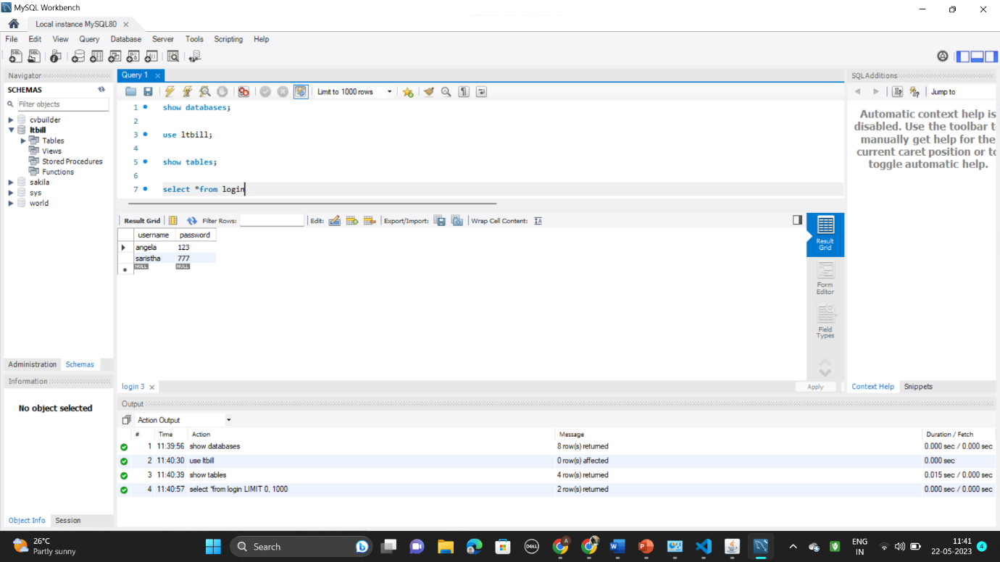 MySQL Workbench
Local instance MySQL80
File Edit View Query Database Server Tools Scripting Help
Navigator
SCHEMAS
Filter objects
cvbuilder
ltbill
Tables
Views
Stored Procedures
Functions
sakila
sys
world
Administration Schemas
Information
No object selected
Object Info Session
Query 1
Limit to 1000 rows
1 show databases;
2
3 use ltbill;
4
5 show tables;
6
7 select *from login
Result Grid Filter Rows: Edit: Export/Import: Wrap Cell Content:
username password
angela 123
saristha 777
NULL NULL
Result
Grid
Form
Editor
Field
Types
login 3
Apply
SQLAdditions
Jump to
Automatic context help is
disabled. Use the toolbar t
manually get help for the
current caret position or to
toggle automatic help.
Context Help Snippets
Output
Action Output
# Time Action Message Duration / Fetch
1 11:39:56 show databases 8 row(s) returned 0.000 sec / 0.000 sec
2 11:40:30 use ltbill 0 row(s) affected 0.000 sec
3 11:40:39 show tables 4 row(s) returned 0.015 sec / 0.000 sec
4 11:40:57 select *from login LIMIT 0, 1000 2 row(s) returned 0.000 sec / 0.000 sec
26°C
Partly sunny
Search
DELL
ENG
IN
11:41
22-05-2023
4